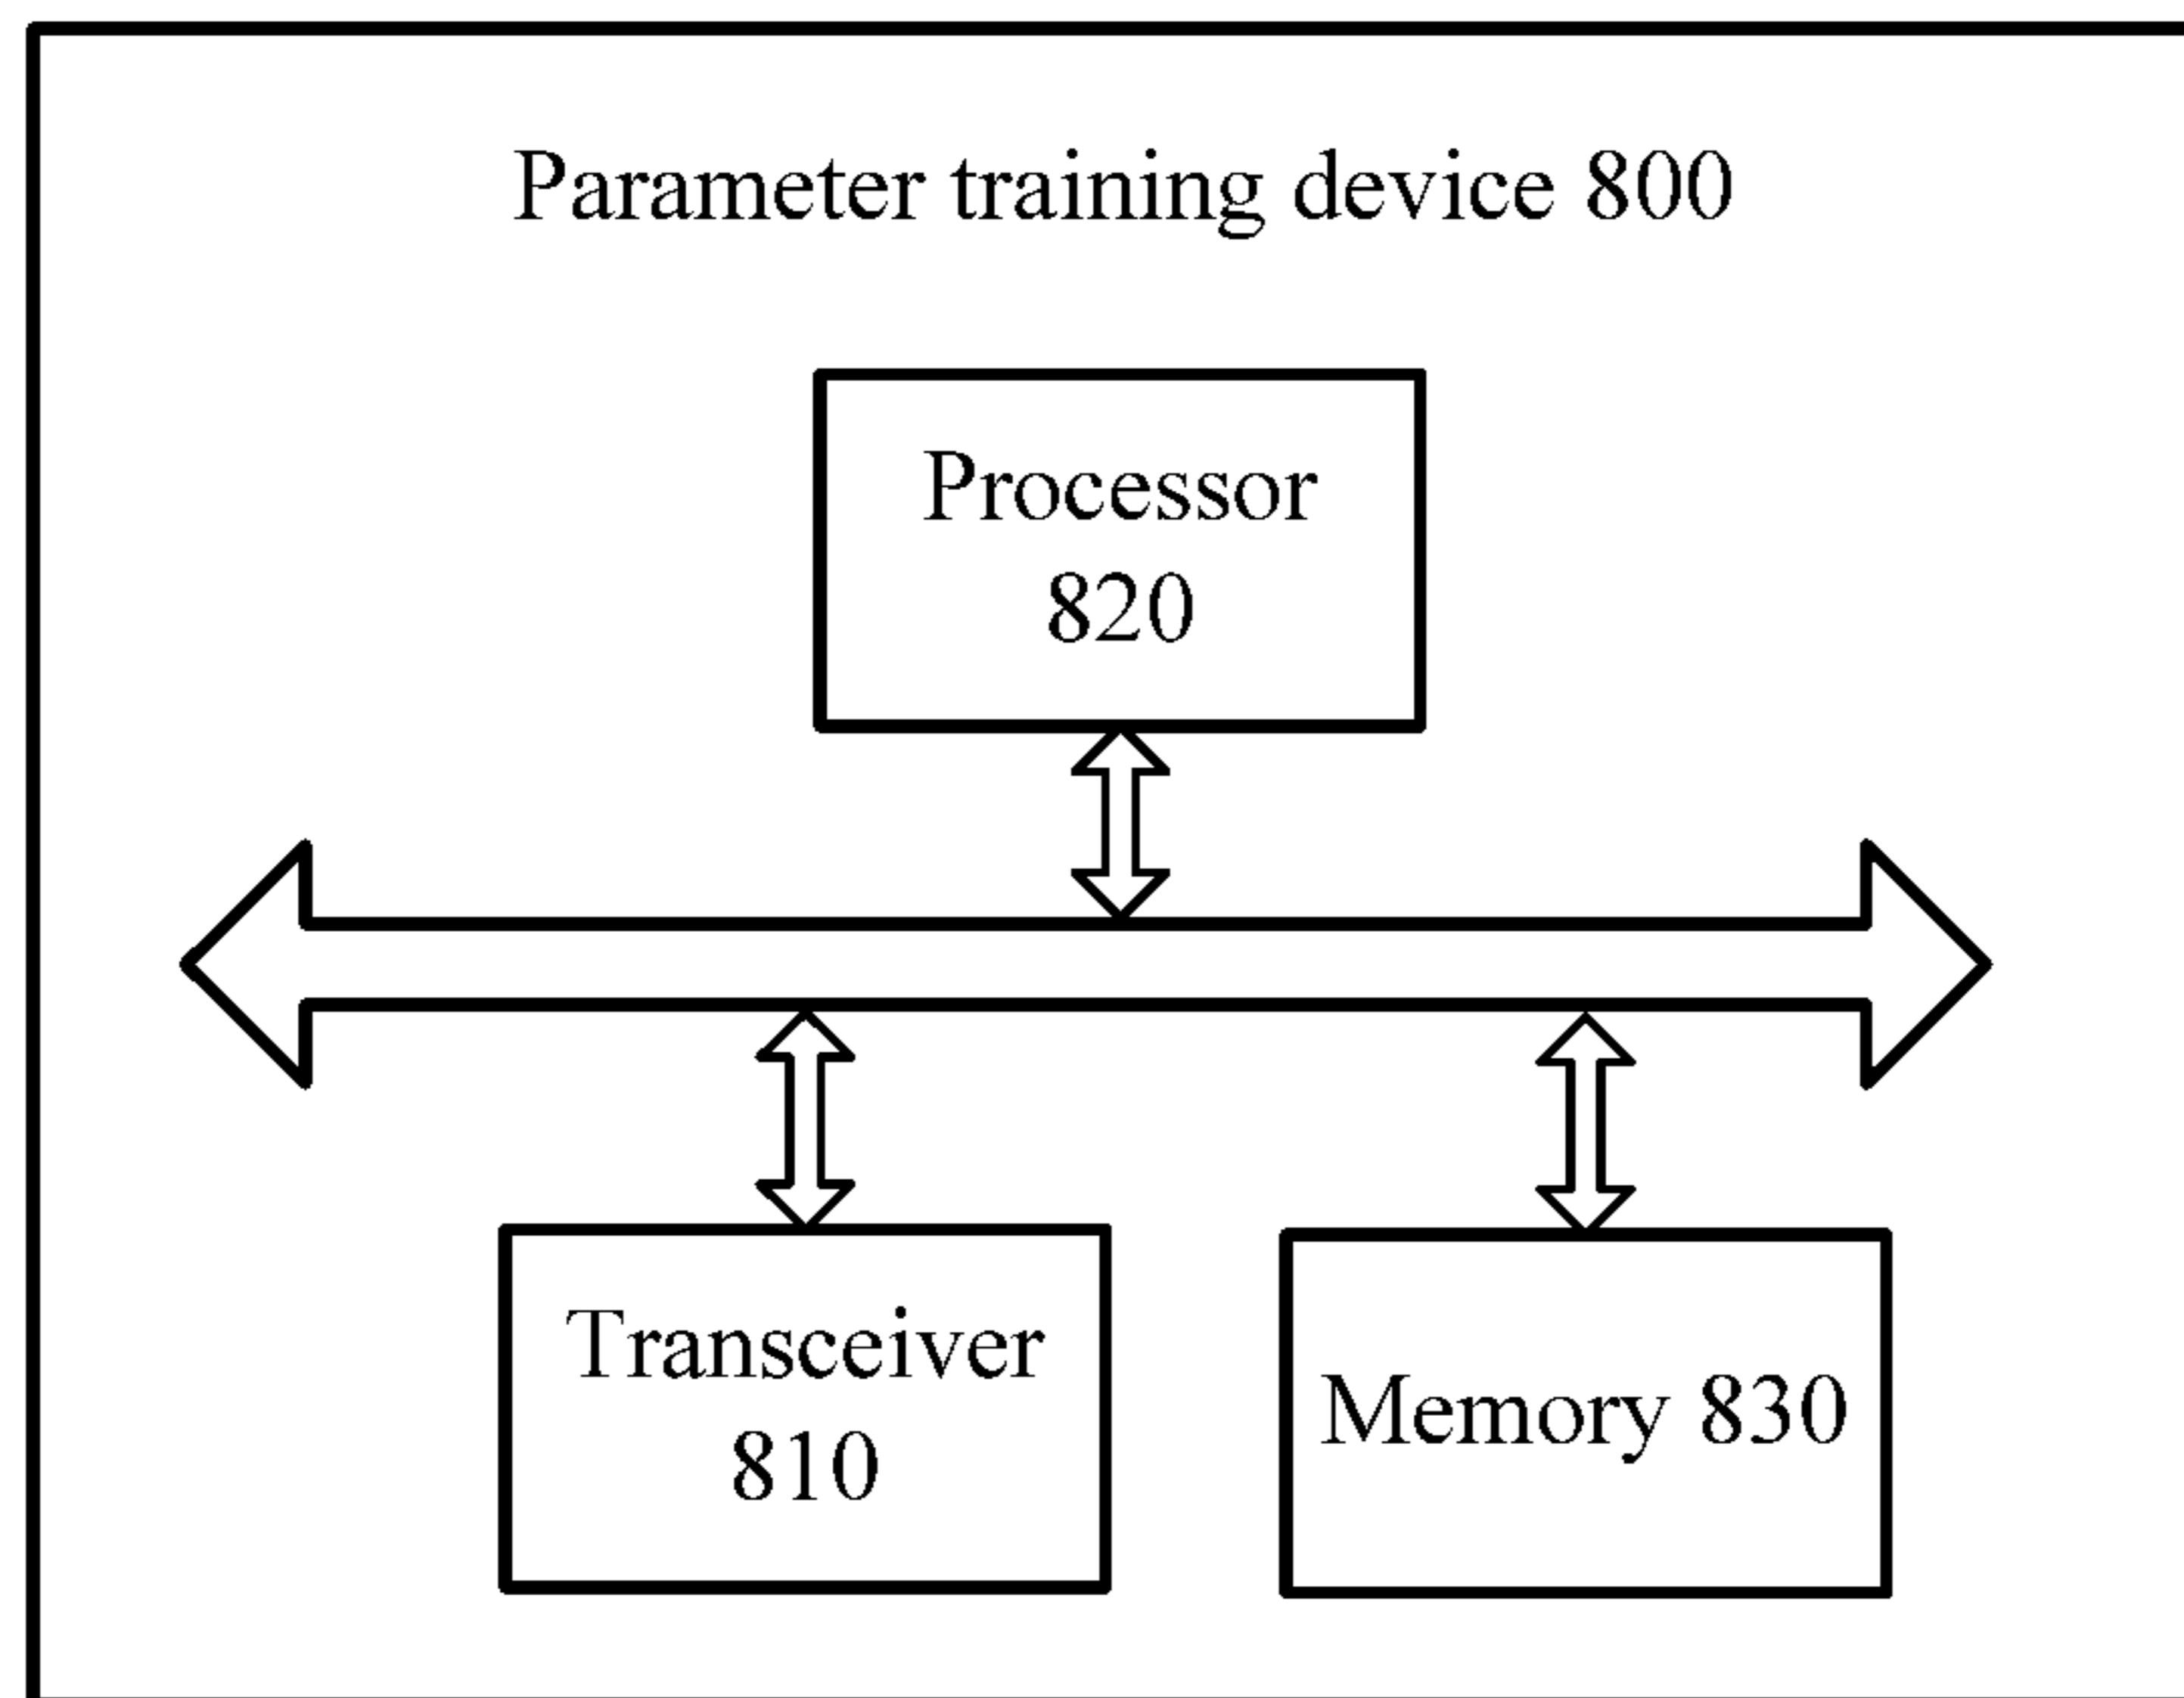 Parameter training device 800
Processor
820
Transceiver
810
Memory 830